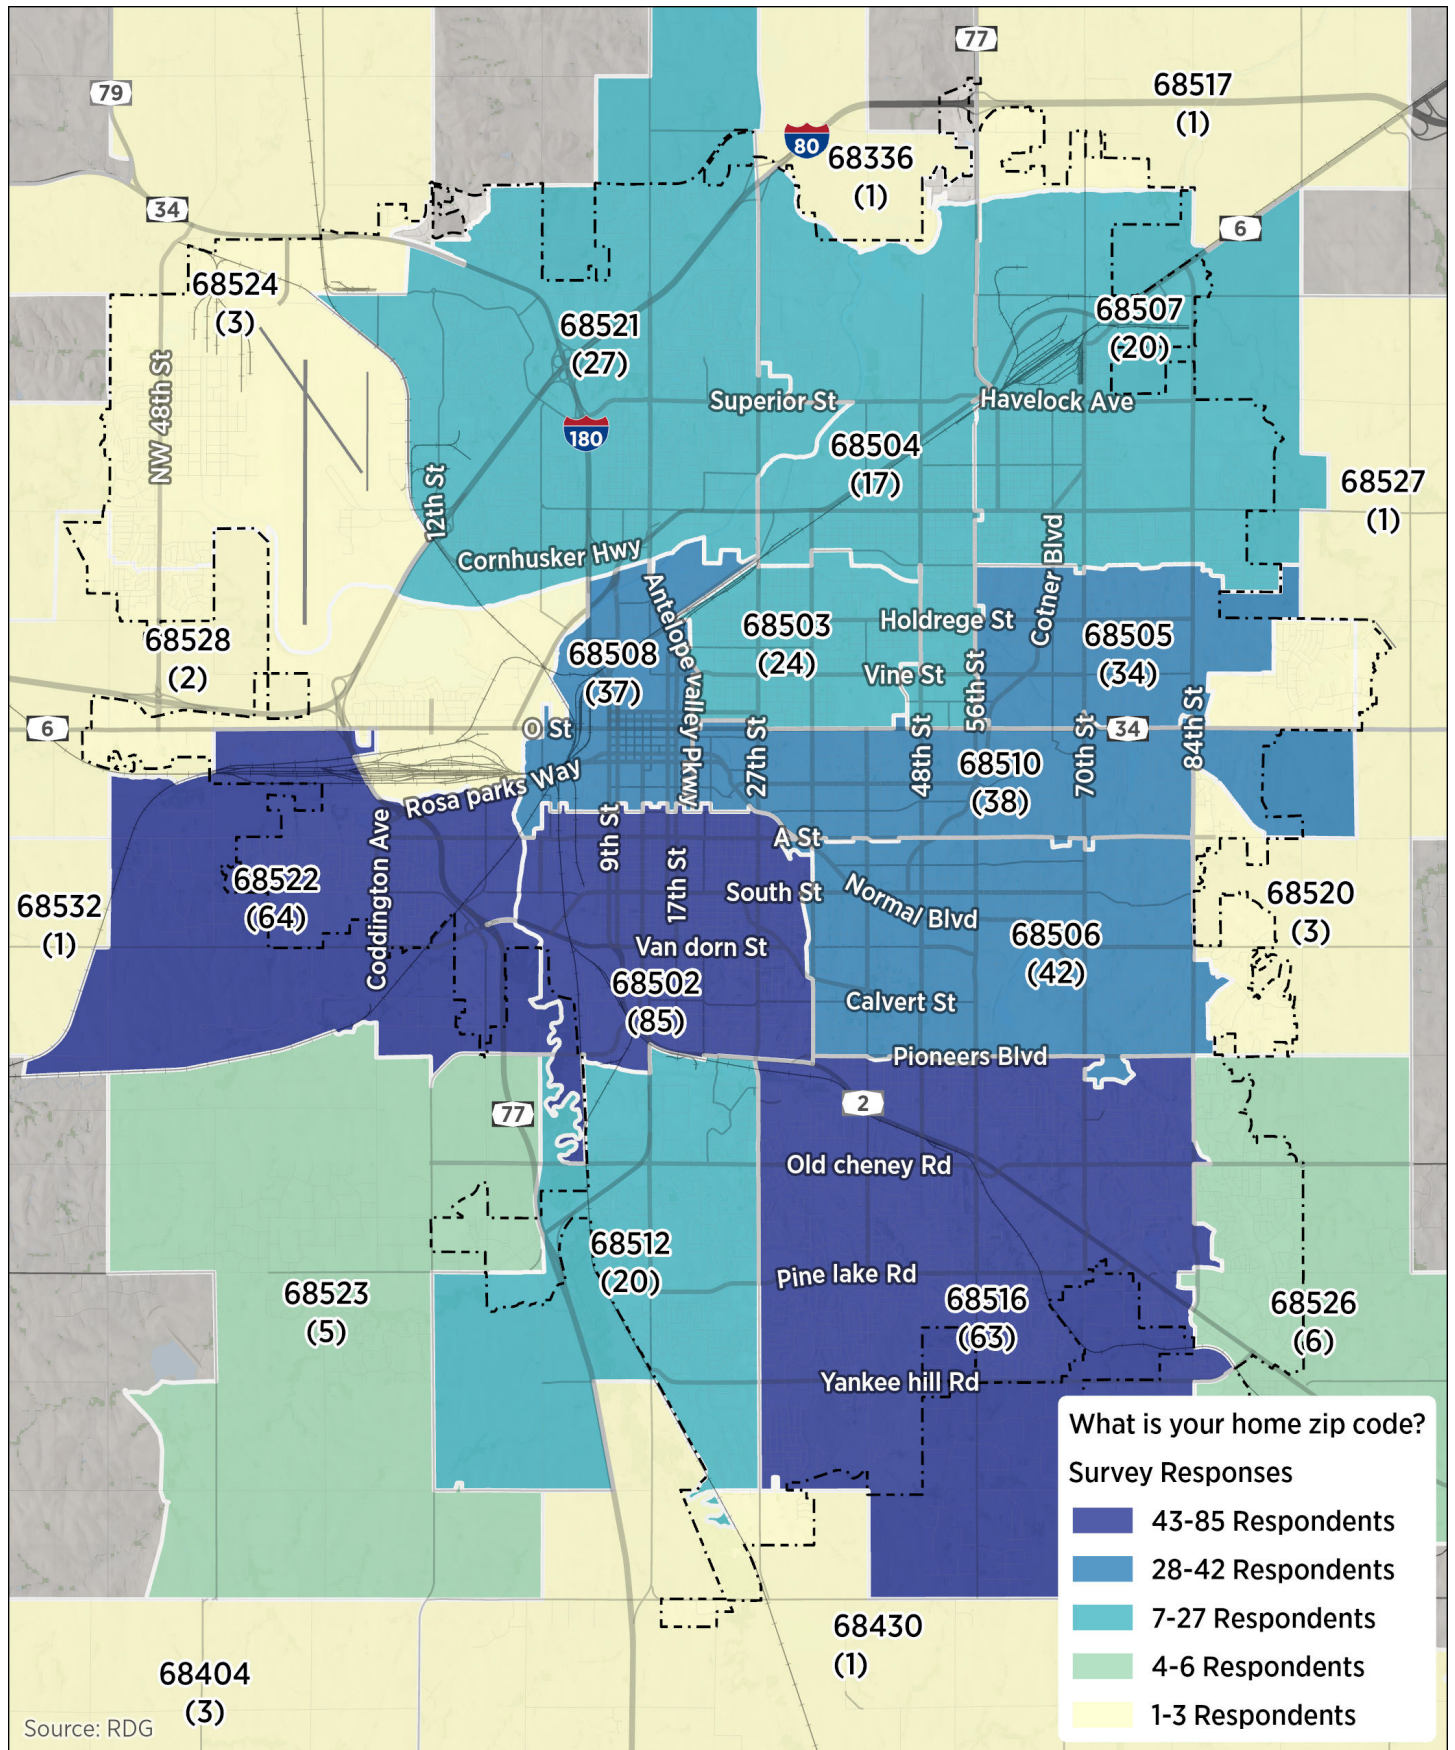 77
79
68517
(1)
80
68336
(1)
34
6
68524
(3)
68507
(20)
68521
(27)
NW 48th St
Superior St
Havelock Ave
180
68504
(17)
12th St
68527
(1)
Cornhusker Hwy
Cotner Blvd
Antelope valley Pkwy
68503
(24)
Holdrege St
68505
(34)
68528
(2)
68508
(37)
Vine St
56th St
6
O St
27th St
48th St
70th St
34
84th St
68510
(38)
Rosa parks Way
9th St
A St
Coddington Ave
17th St
68522
(64)
South St
Normal Blvd
68520
(3)
68532
(1)
Van dorn St
68506
(42)
68502
(85)
Calvert St
Pioneers Blvd
77
2
Old cheney Rd
68512
(20)
Pine lake Rd
68523
(5)
68516
(63)
68526
(6)
Yankee hill Rd
What is your home zip code?
Survey Responses
43-85 Respondents
28-42 Respondents
7-27 Respondents
4-6 Respondents
1-3 Respondents
68430
(1)
68404
(3)
Source: RDG